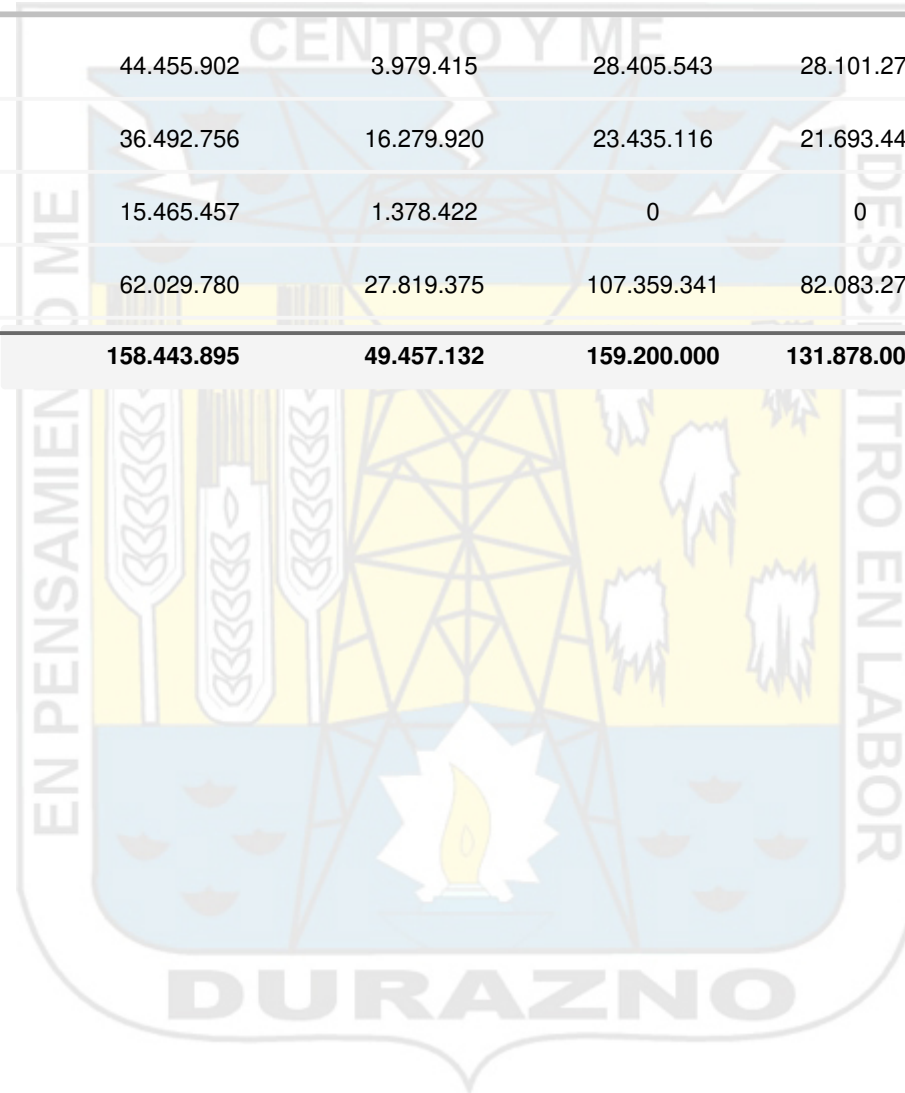 CENTRO Y ME
44.455.902 3.979.415 28.405.543 28.101.27
36.492.756 16.279.920 23.435.116 21.693.44
15.465.457 1.378.422 0 0
62.029.780 27.819.375 107.359.341 82.083.27
158.443.895 49.457.132 159.200.000 131.878.00
EN PENSAMIEN O ME
DESC NTRO EN LABOR
DURAZNO